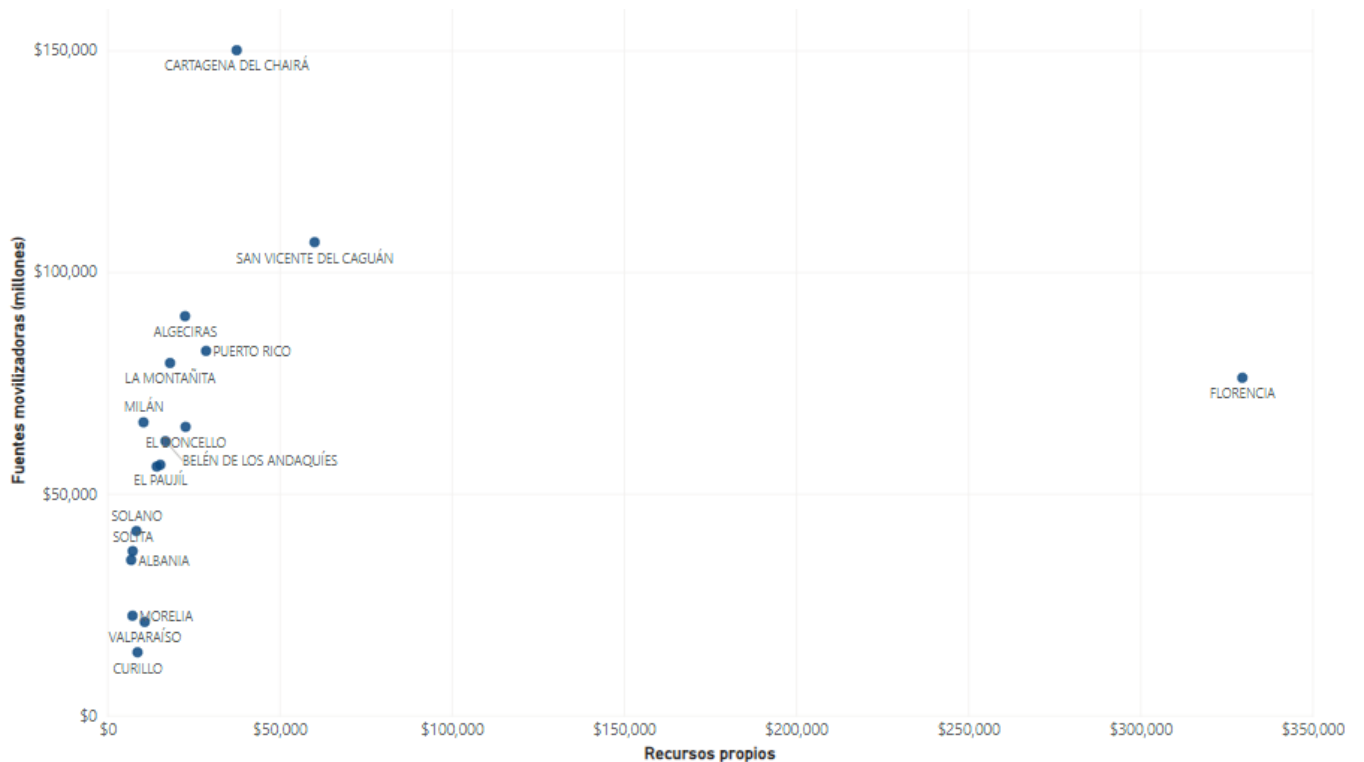 $150,000
CARTAGENA DEL CHAIRÁ
SAN VICENTE DEL CAGUÁN
$100,000
ALGECIRAS
PUERTO RICO
LA MONTAÑITA
FLORENCIA
MILÁN
EL DONCELLO
BELÉN DE LOS ANDAQUÍES
EL PAUJÍL
$50,000
SOLANO
SOLITA
ALBANIA
MORELIA
VALPARAÍSO
CURILLO
$0
Fuentes movilizadoras (millones)
$0 $50,000 $100,000 $150,000 $200,000 $250,000 $300,000 $350,000
Recursos propios